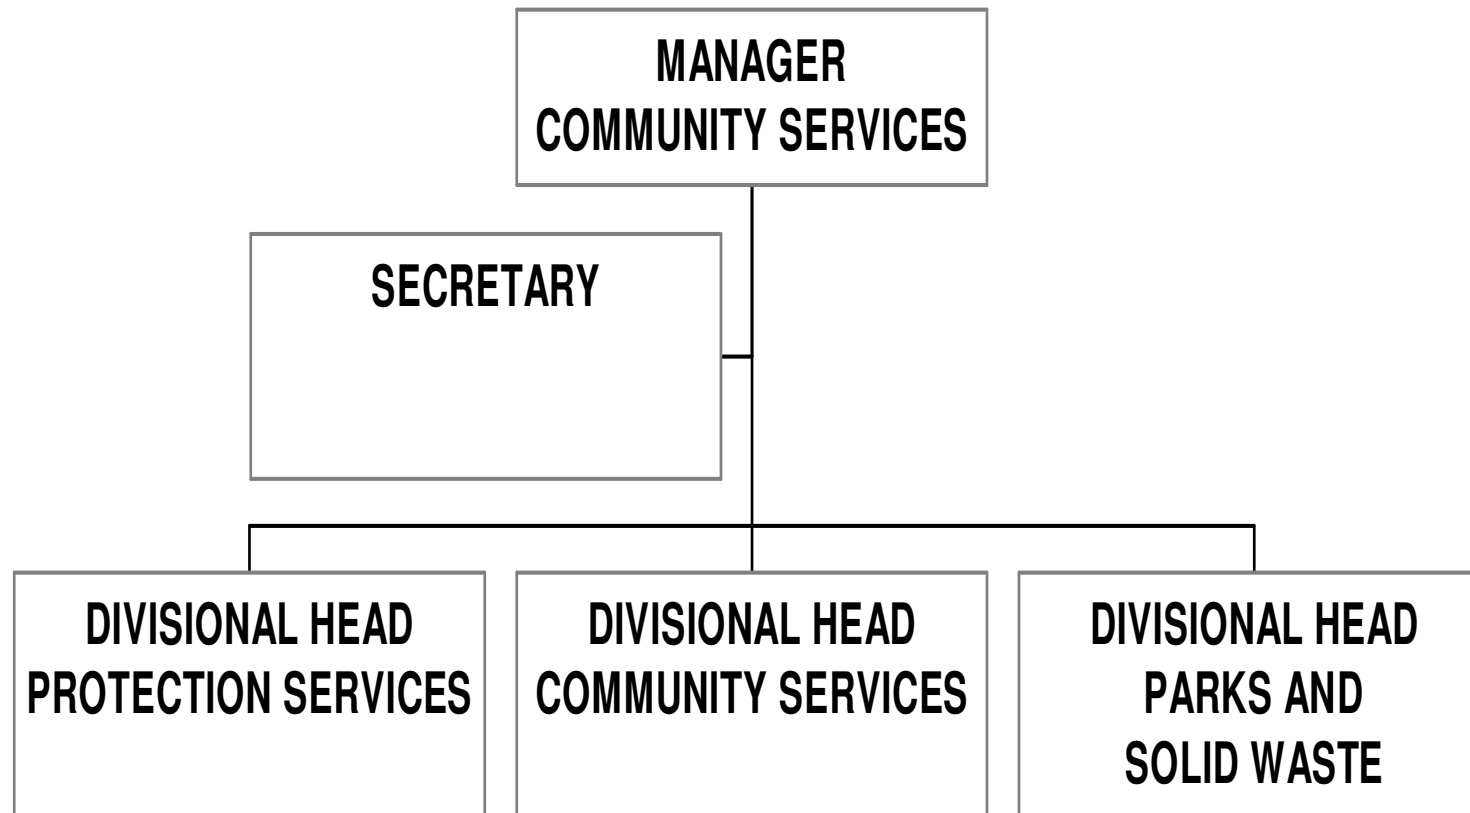 MANAGER
COMMUNITY SERVICES
SECRETARY
DIVISIONAL HEAD
PROTECTION SERVICES
DIVISIONAL HEAD
COMMUNITY SERVICES
DIVISIONAL HEAD
PARKS AND
SOLID WASTE